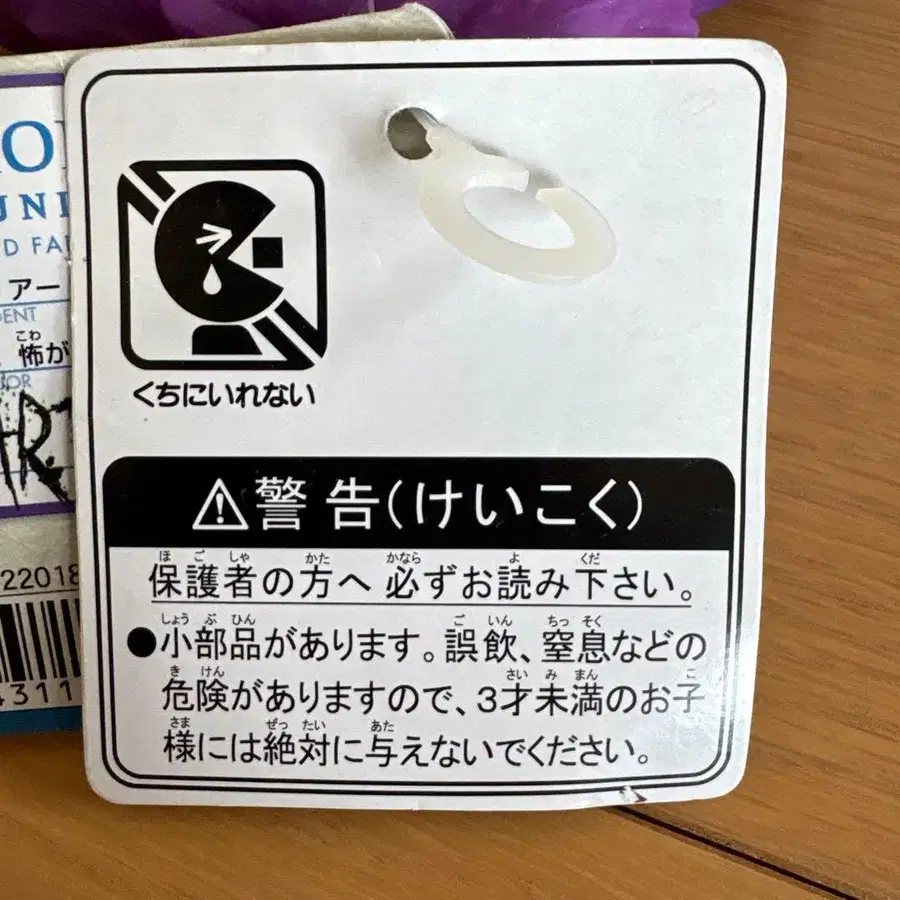 UNI
アー
こわ
怖が
22018
4311
くちにいれない
警告(けいこく)
ほ ご しゃ かた かなら よ くだ
保護者の方へ 必ずお読み下さい。
しょう ぶ ひん ご いん ちっ そく
●小部品があります。誤飲、窒息などの
き けん さい み まん こ
危険がありますので、3才未満のお子
さま ぜっ たい あた
様には絶対に与えないでください。